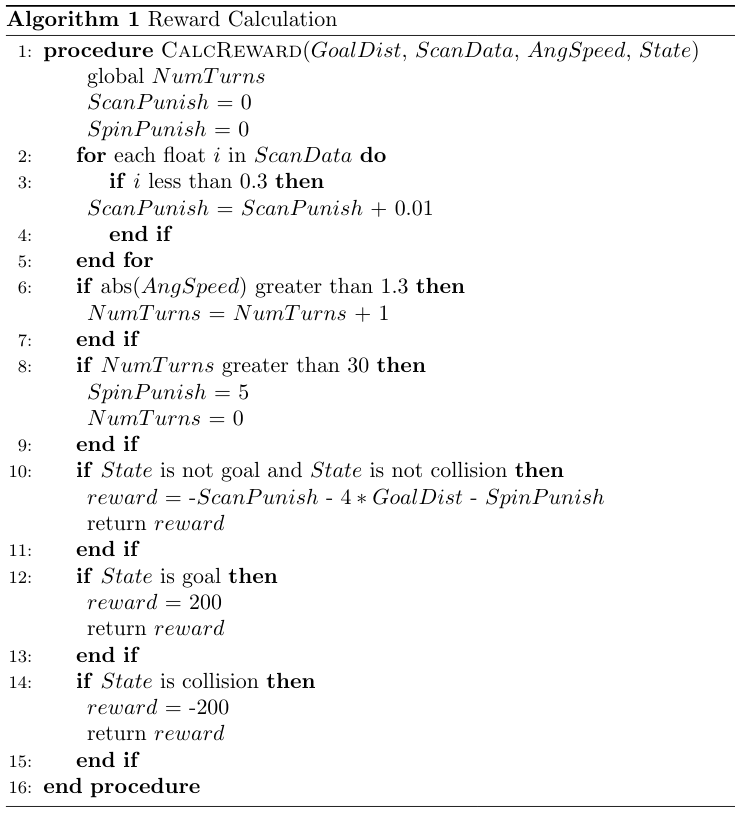 Algorithm 1 Reward Calculation
1: procedure CALCREWARD(GoalDist, ScanData, AngSpeed, State)
global NumTurns
ScanPunish = 0
SpinPunish = 0
2: for each float i in ScanData do
3: if i less than 0.3 then
ScanPunish = ScanPunish + 0.01
4: end if
5: end for
6: if abs(AngSpeed) greater than 1.3 then
NumTurns = NumTurns + 1
7: end if
8: if NumTurns greater than 30 then
SpinPunish = 5
NumTurns = 0
9: end if
10: if State is not goal and State is not collision then
reward = -ScanPunish - 4 * GoalDist - SpinPunish
return reward
11: end if
12: if State is goal then
reward = 200
return reward
13: end if
14: if State is collision then
reward = -200
return reward
15: end if
16: end procedure